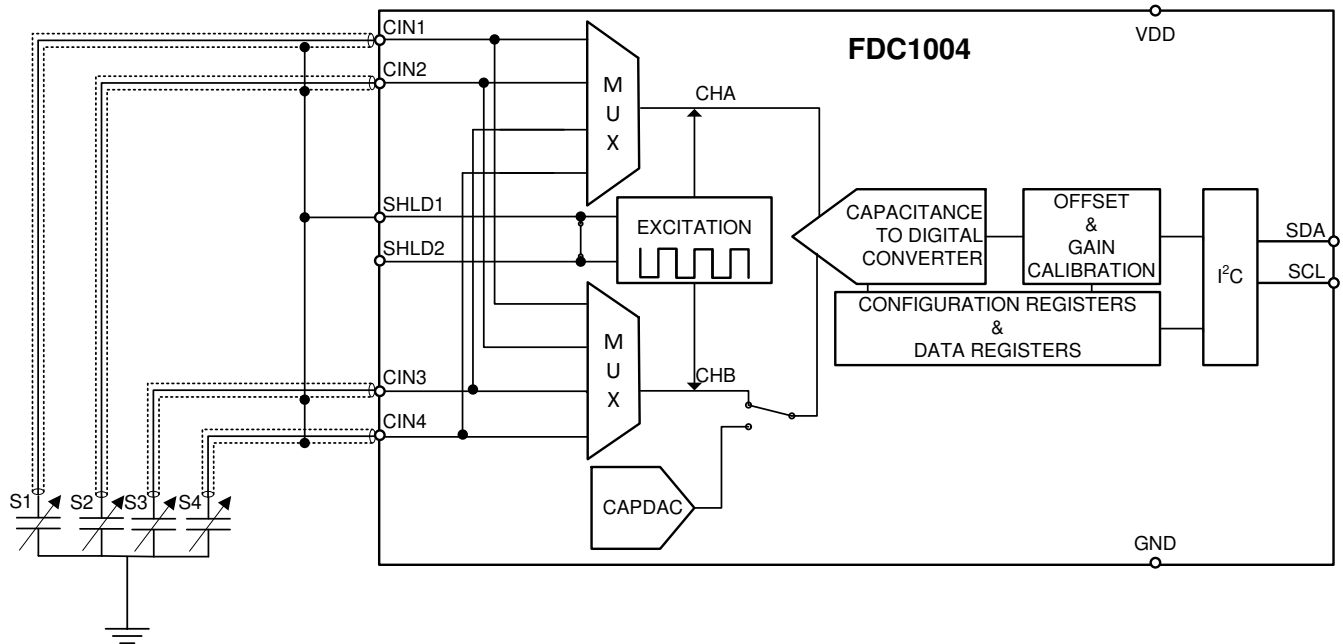 CIN1
FDC1004
VDD
CIN2
M
U
X
CHA
SHLD1
EXCITATION
SHLD2
CAPACITANCE
TO DIGITAL
CONVERTER
OFFSET
&
GAIN
CALIBRATION
I²C
SDA
SCL
CONFIGURATION REGISTERS
&
DATA REGISTERS
M
U
X
CIN3
CHB
CIN4
S1
S2
S3
S4
CAPDAC
GND